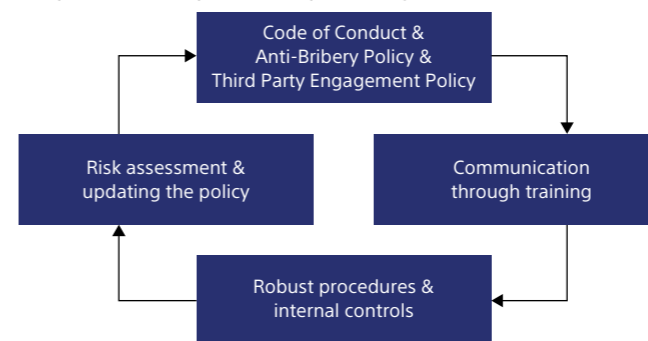 Code of Conduct &
Anti-Bribery Policy &
Third Party Engagement Policy
Risk assessment &
updating the policy
Communication
through training
Robust procedures &
internal controls